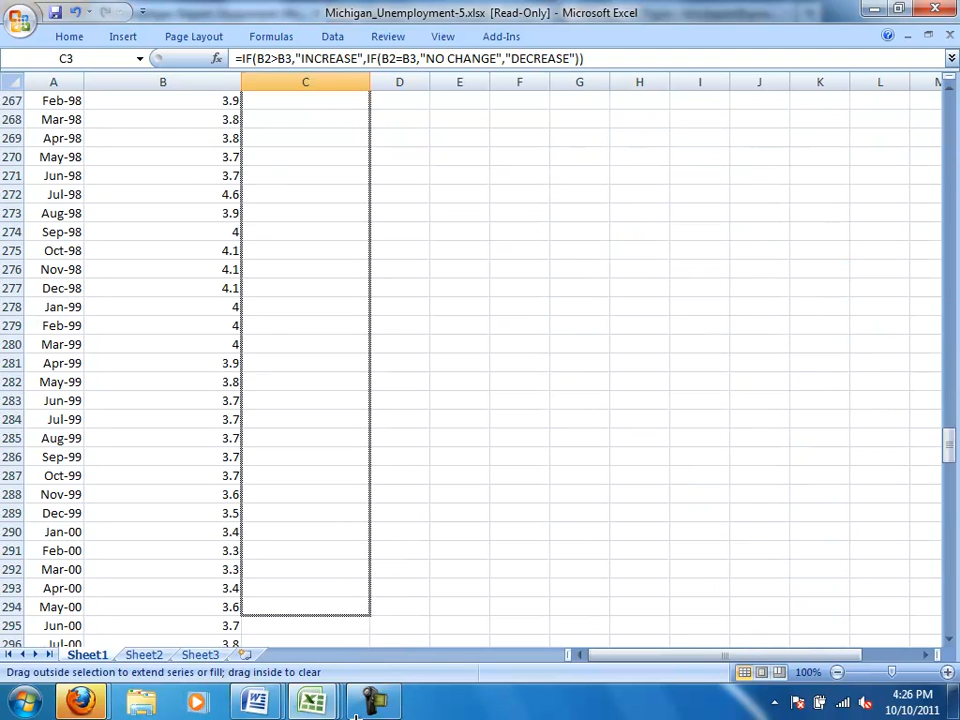 Michigan_Unemployment-5.xlsx [Read-Only] - Microsoft Excel
Home Insert Page Layout Formulas Data Review View Add-Ins
C3 fx =IF(B2>B3,"INCREASE",IF(B2=B3,"NO CHANGE","DECREASE"))
A B C D E F G H I J K L M
267 Feb-98 3.9
268 Mar-98 3.8
269 Apr-98 3.8
270 May-98 3.7
271 Jun-98 3.7
272 Jul-98 4.6
273 Aug-98 3.9
274 Sep-98 4
275 Oct-98 4.1
276 Nov-98 4.1
277 Dec-98 4.1
278 Jan-99 4
279 Feb-99 4
280 Mar-99 4
281 Apr-99 3.9
282 May-99 3.8
283 Jun-99 3.7
284 Jul-99 3.7
285 Aug-99 3.7
286 Sep-99 3.7
287 Oct-99 3.7
288 Nov-99 3.6
289 Dec-99 3.5
290 Jan-00 3.4
291 Feb-00 3.3
292 Mar-00 3.3
293 Apr-00 3.4
294 May-00 3.6
295 Jun-00 3.7
296 Jul-00 3.8
Sheet1 Sheet2 Sheet3
Drag outside selection to extend series or fill; drag inside to clear 100%
4:26 PM
10/10/2011